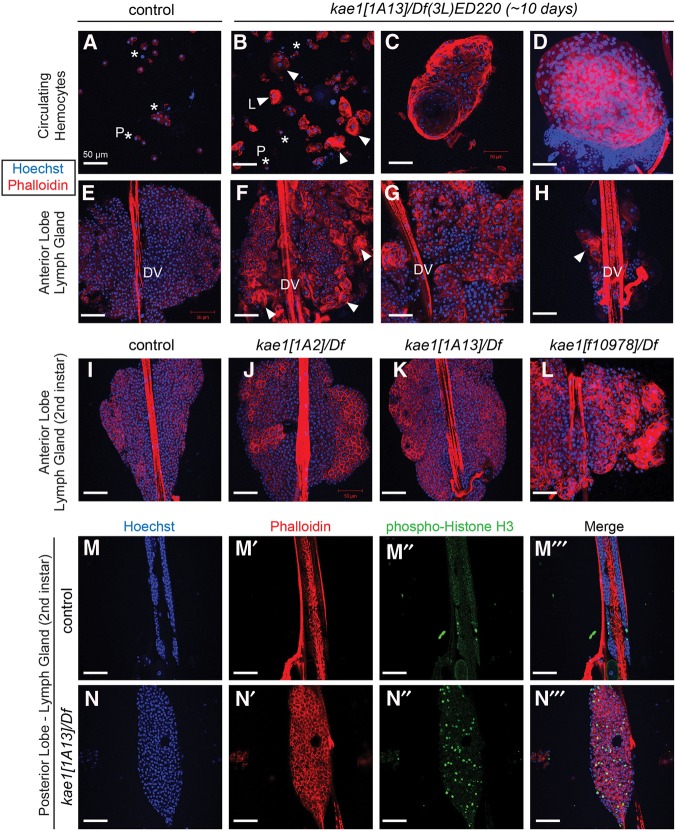 control
kae1[1A13]/Df(3L)ED220 (~10 days)
Circulating
Hemocytes
A
*
*
P*
50 µm
B
*
L
*
P
*
C
D
Hoechst
Phalloidin
Anterior Lobe
Lymph Gland
E
DV
F
DV
G
DV
H
DV
control
kae1[1A2]/Df
kae1[1A13]/Df
kae1[f10978]/Df
Anterior Lobe
Lymph Gland (2nd instar)
I
J
K
L
Hoechst
Phalloidin
phospho-Histone H3
Merge
Posterior Lobe - Lymph Gland (2nd instar)
control
M
M′
M″
M‴
kae1[1A13]/Df
N
N′
N″
N‴